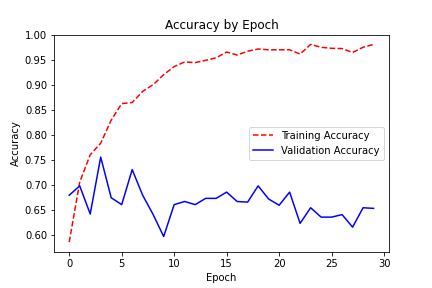 Accuracy by Epoch
1.00
0.95
0.90
0.85
0.80
0.75
0.70
0.65
0.60
Accuracy
Training Accuracy
Validation Accuracy
0 5 10 15 20 25 30
Epoch